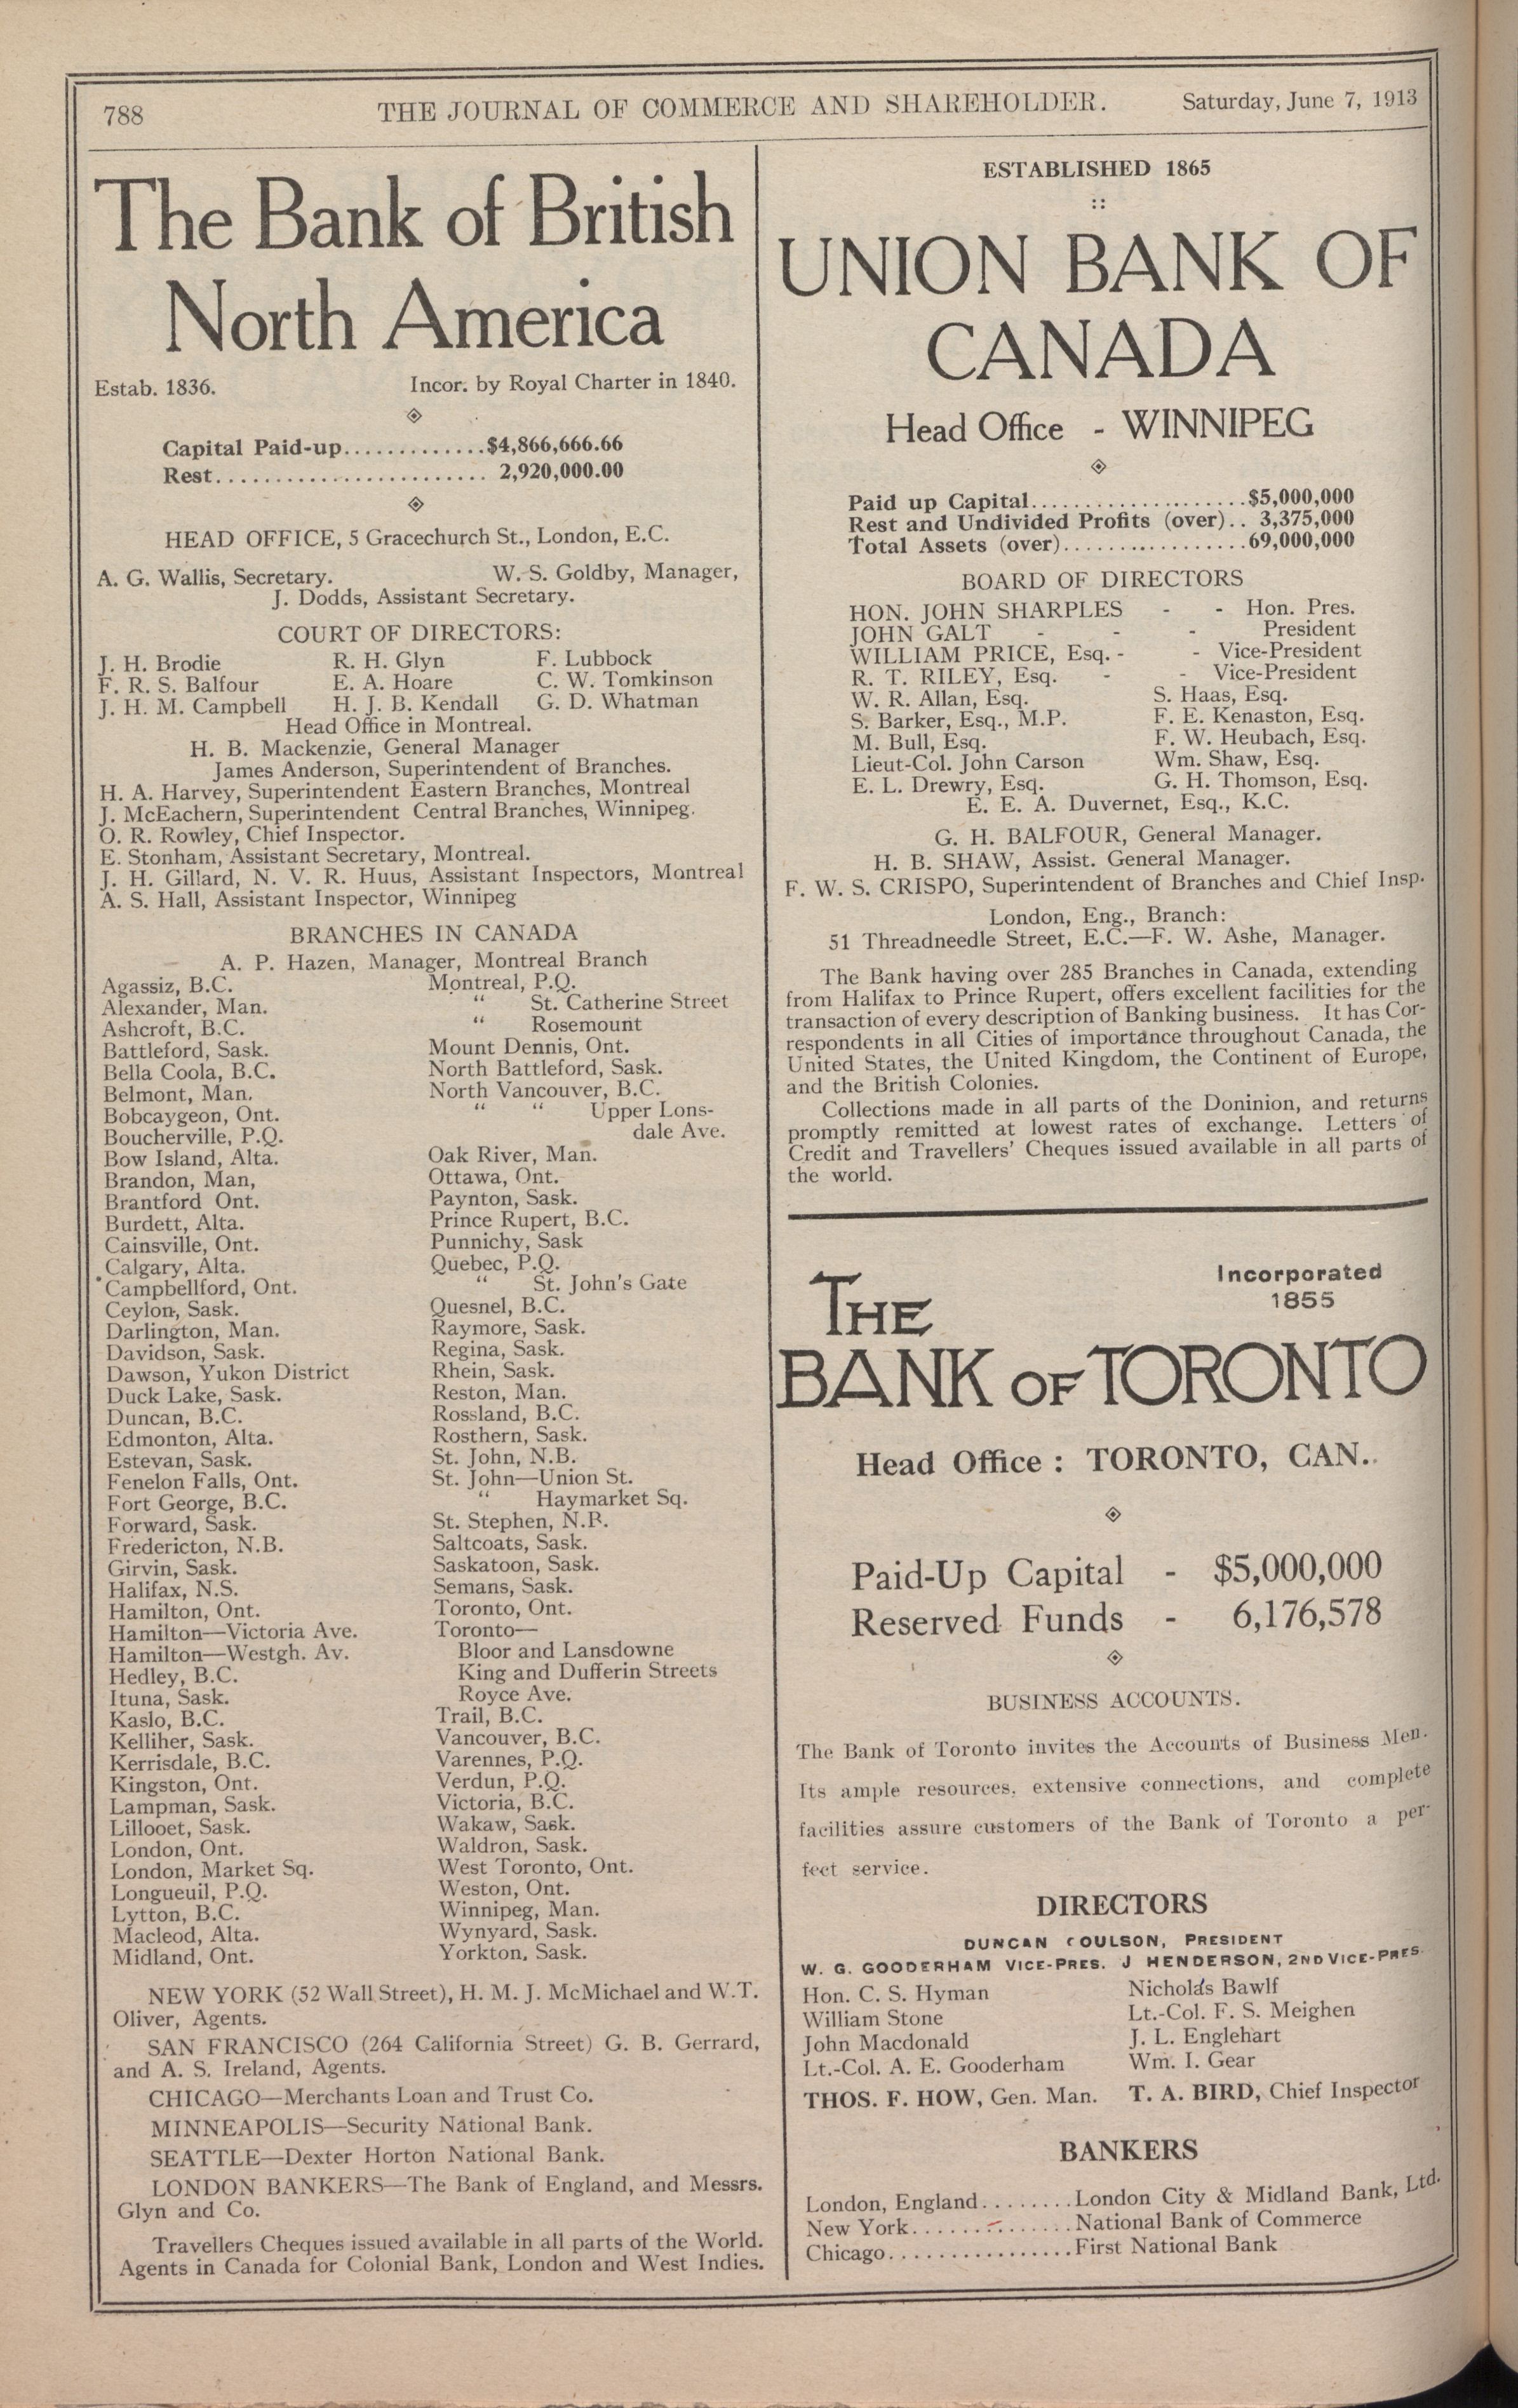 788
THE JOURNAL OF COMMERCE AND SHAREHOLDER.
Saturday, June 7, 1913
The Bank of British
North America
Estab. 1836. Incor. by Royal Charter in 1840.
Capital Paid-up.............$4,866,666.66
Rest........................ 2,920,000.00
HEAD OFFICE, 5 Gracechurch St., London, E.C.
A. G. Wallis, Secretary. W. S. Goldby, Manager,
J. Dodds, Assistant Secretary.
COURT OF DIRECTORS:
J. H. Brodie R. H. Glyn F. Lubbock
F. R. S. Balfour E. A. Hoare C. W. Tomkinson
J. H. M. Campbell H. J. B. Kendall G. D. Whatman
Head Office in Montreal.
H. B. Mackenzie, General Manager
James Anderson, Superintendent of Branches.
H. A. Harvey, Superintendent Eastern Branches, Montreal
J. McEachern, Superintendent Central Branches, Winnipeg.
O. R. Rowley, Chief Inspector.
E. Stonham, Assistant Secretary, Montreal.
J. H. Gillard, N. V. R. Huus, Assistant Inspectors, Montreal
A. S. Hall, Assistant Inspector, Winnipeg
BRANCHES IN CANADA
A. P. Hazen, Manager, Montreal Branch
Agassiz, B.C.
Alexander, Man.
Ashcroft, B.C.
Battleford, Sask.
Bella Coola, B.C.
Belmont, Man.
Bobcaygeon, Ont.
Boucherville, P.Q.
Bow Island, Alta.
Brandon, Man,
Brantford Ont.
Burdett, Alta.
Cainsville, Ont.
Calgary, Alta.
Campbellford, Ont.
Ceylon, Sask.
Darlington, Man.
Davidson, Sask.
Dawson, Yukon District
Duck Lake, Sask.
Duncan, B.C.
Edmonton, Alta.
Estevan, Sask.
Fenelon Falls, Ont.
Fort George, B.C.
Forward, Sask.
Fredericton, N.B.
Girvin, Sask.
Halifax, N.S.
Hamilton, Ont.
Hamilton—Victoria Ave.
Hamilton—Westgh. Av.
Hedley, B.C.
Ituna, Sask.
Kaslo, B.C.
Kelliher, Sask.
Kerrisdale, B.C.
Kingston, Ont.
Lampman, Sask.
Lillooet, Sask.
London, Ont.
London, Market Sq.
Longueuil, P.Q.
Lytton, B.C.
Macleod, Alta.
Midland, Ont.
Montreal, P.Q.
“ St. Catherine Street
“ Rosemount
Mount Dennis, Ont.
North Battleford, Sask.
North Vancouver, B.C.
“ “ Upper Lons-
dale Ave.
Oak River, Man.
Ottawa, Ont.
Paynton, Sask.
Prince Rupert, B.C.
Punnichy, Sask
Quebec, P.Q.
“ St. John's Gate
Quesnel, B.C.
Raymore, Sask.
Regina, Sask.
Rhein, Sask.
Reston, Man.
Rossland, B.C.
Rosthern, Sask.
St. John, N.B.
St. John—Union St.
“ Haymarket Sq.
St. Stephen, N.B.
Saltcoats, Sask.
Saskatoon, Sask.
Semans, Sask.
Toronto, Ont.
Toronto—
Bloor and Lansdowne
King and Dufferin Streets
Royce Ave.
Trail, B.C.
Vancouver, B.C.
Varennes, P.Q.
Verdun, P.Q.
Victoria, B.C.
Wakaw, Sask.
Waldron, Sask.
West Toronto, Ont.
Weston, Ont.
Winnipeg, Man.
Wynyard, Sask.
Yorkton, Sask.
NEW YORK (52 Wall Street), H. M. J. McMichael and W.T.
Oliver, Agents.
SAN FRANCISCO (264 California Street) G. B. Gerrard,
and A. S. Ireland, Agents.
CHICAGO—Merchants Loan and Trust Co.
MINNEAPOLIS—Security National Bank.
SEATTLE—Dexter Horton National Bank.
LONDON BANKERS—The Bank of England, and Messrs.
Glyn and Co.
Travellers Cheques issued available in all parts of the World.
Agents in Canada for Colonial Bank, London and West Indies.
ESTABLISHED 1865
::
UNION BANK OF
CANADA
Head Office - WINNIPEG
Paid up Capital.....................$5,000,000
Rest and Undivided Profits (over).. 3,375,000
Total Assets (over)..................69,000,000
BOARD OF DIRECTORS
HON. JOHN SHARPLES - - Hon. Pres.
JOHN GALT - - - President
WILLIAM PRICE, Esq. - - Vice-President
R. T. RILEY, Esq. - - Vice-President
W. R. Allan, Esq. S. Haas, Esq.
S. Barker, Esq., M.P. F. E. Kenaston, Esq.
M. Bull, Esq. F. W. Heubach, Esq.
Lieut-Col. John Carson Wm. Shaw, Esq.
E. L. Drewry, Esq. G. H. Thomson, Esq.
E. E. A. Duvernet, Esq., K.C.
G. H. BALFOUR, General Manager.
H. B. SHAW, Assist. General Manager.
F. W. S. CRISPO, Superintendent of Branches and Chief Insp.
London, Eng., Branch:
51 Threadneedle Street, E.C.—F. W. Ashe, Manager.
The Bank having over 285 Branches in Canada, extending
from Halifax to Prince Rupert, offers excellent facilities for the
transaction of every description of Banking business. It has Cor-
respondents in all Cities of importance throughout Canada, the
United States, the United Kingdom, the Continent of Europe,
and the British Colonies.
Collections made in all parts of the Doninion, and returns
promptly remitted at lowest rates of exchange. Letters of
Credit and Travellers' Cheques issued available in all parts of
the world.
Incorporated
1855
THE
BANK OF TORONTO
Head Office : TORONTO, CAN.
Paid-Up Capital - $5,000,000
Reserved Funds - 6,176,578
BUSINESS ACCOUNTS.
The Bank of Toronto invites the Accounts of Business Men.
Its ample resources, extensive connections, and complete
facilities assure customers of the Bank of Toronto a per-
fect service.
DIRECTORS
DUNCAN COULSON, PRESIDENT
W. G. GOODERHAM VICE-PRES. J HENDERSON, 2ND VICE-PRES.
Hon. C. S. Hyman Nicholas Bawlf
William Stone Lt.-Col. F. S. Meighen
John Macdonald J. L. Englehart
Lt.-Col. A. E. Gooderham Wm. I. Gear
THOS. F. HOW, Gen. Man. T. A. BIRD, Chief Inspector
BANKERS
London, England........London City & Midland Bank, Ltd.
New York..............National Bank of Commerce
Chicago................First National Bank